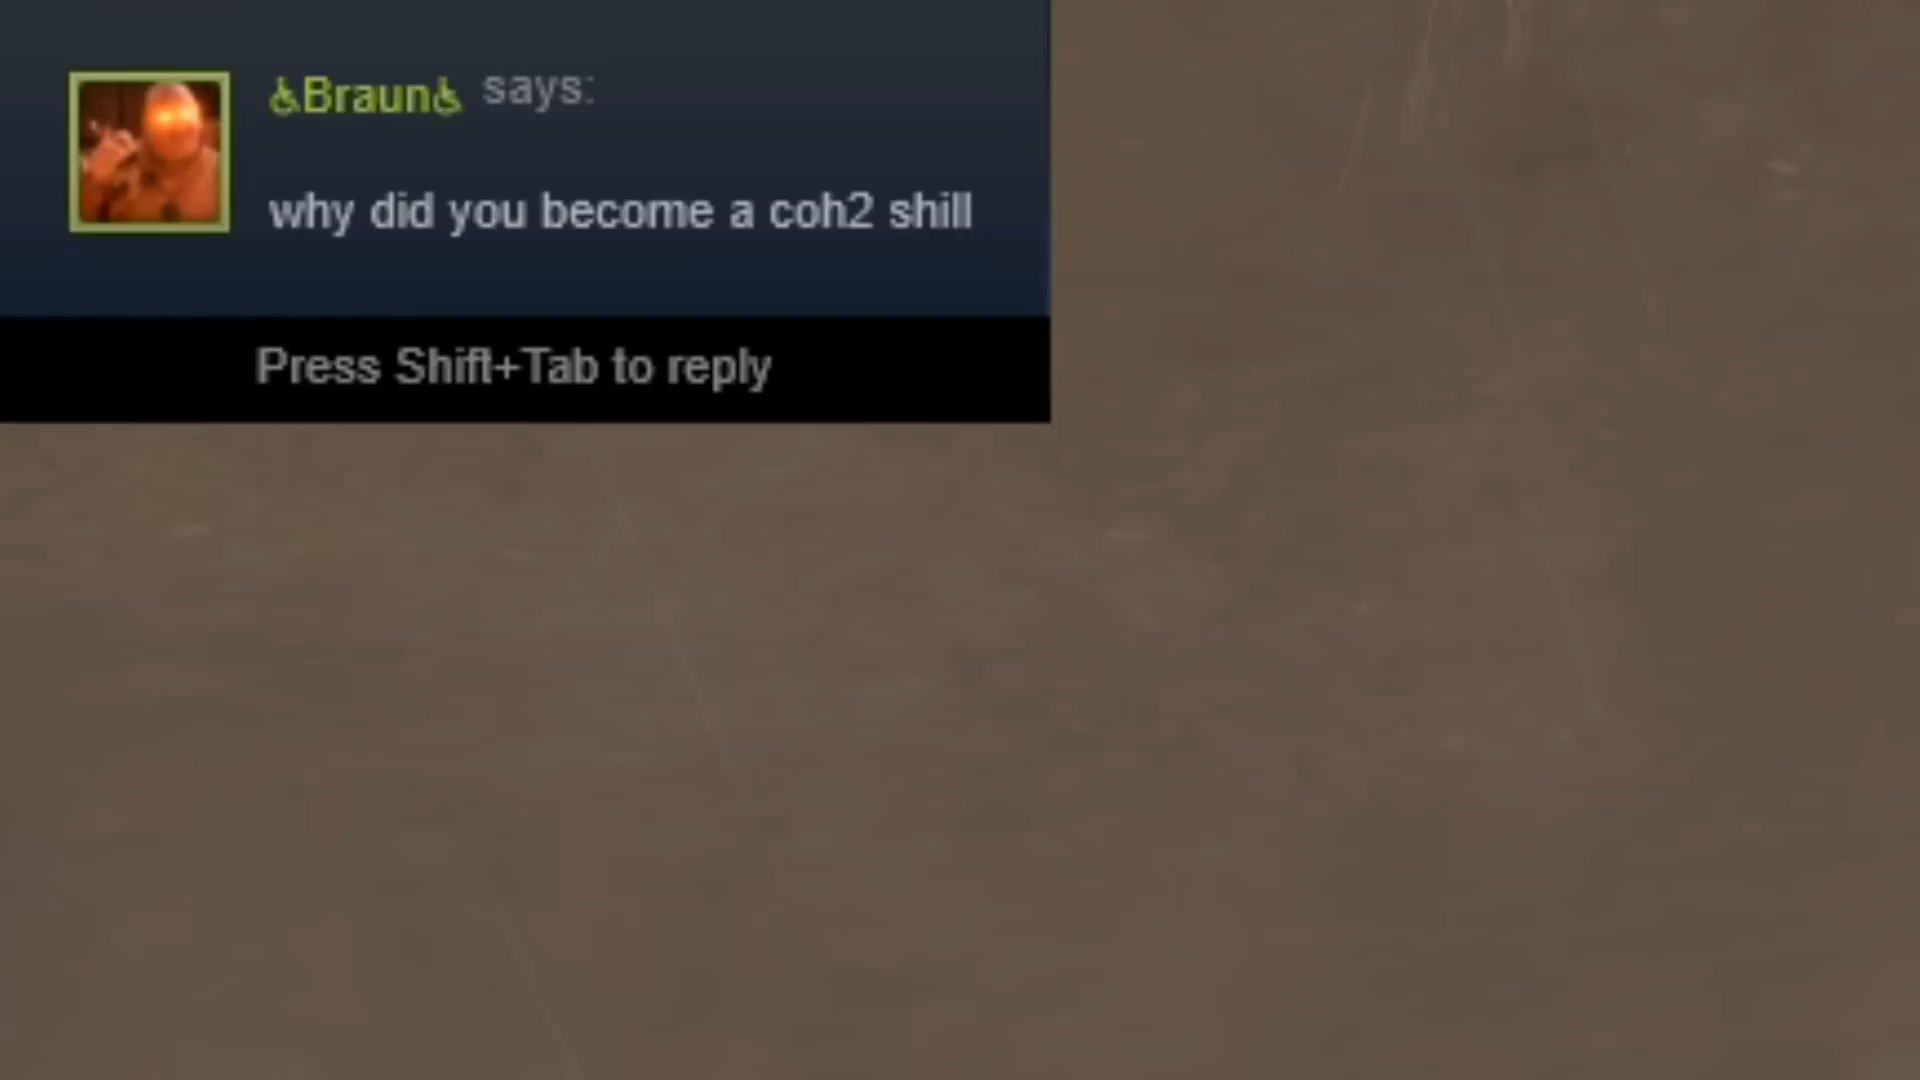 ♿Braun♿ says:
why did you become a coh2 shill
Press Shift+Tab to reply